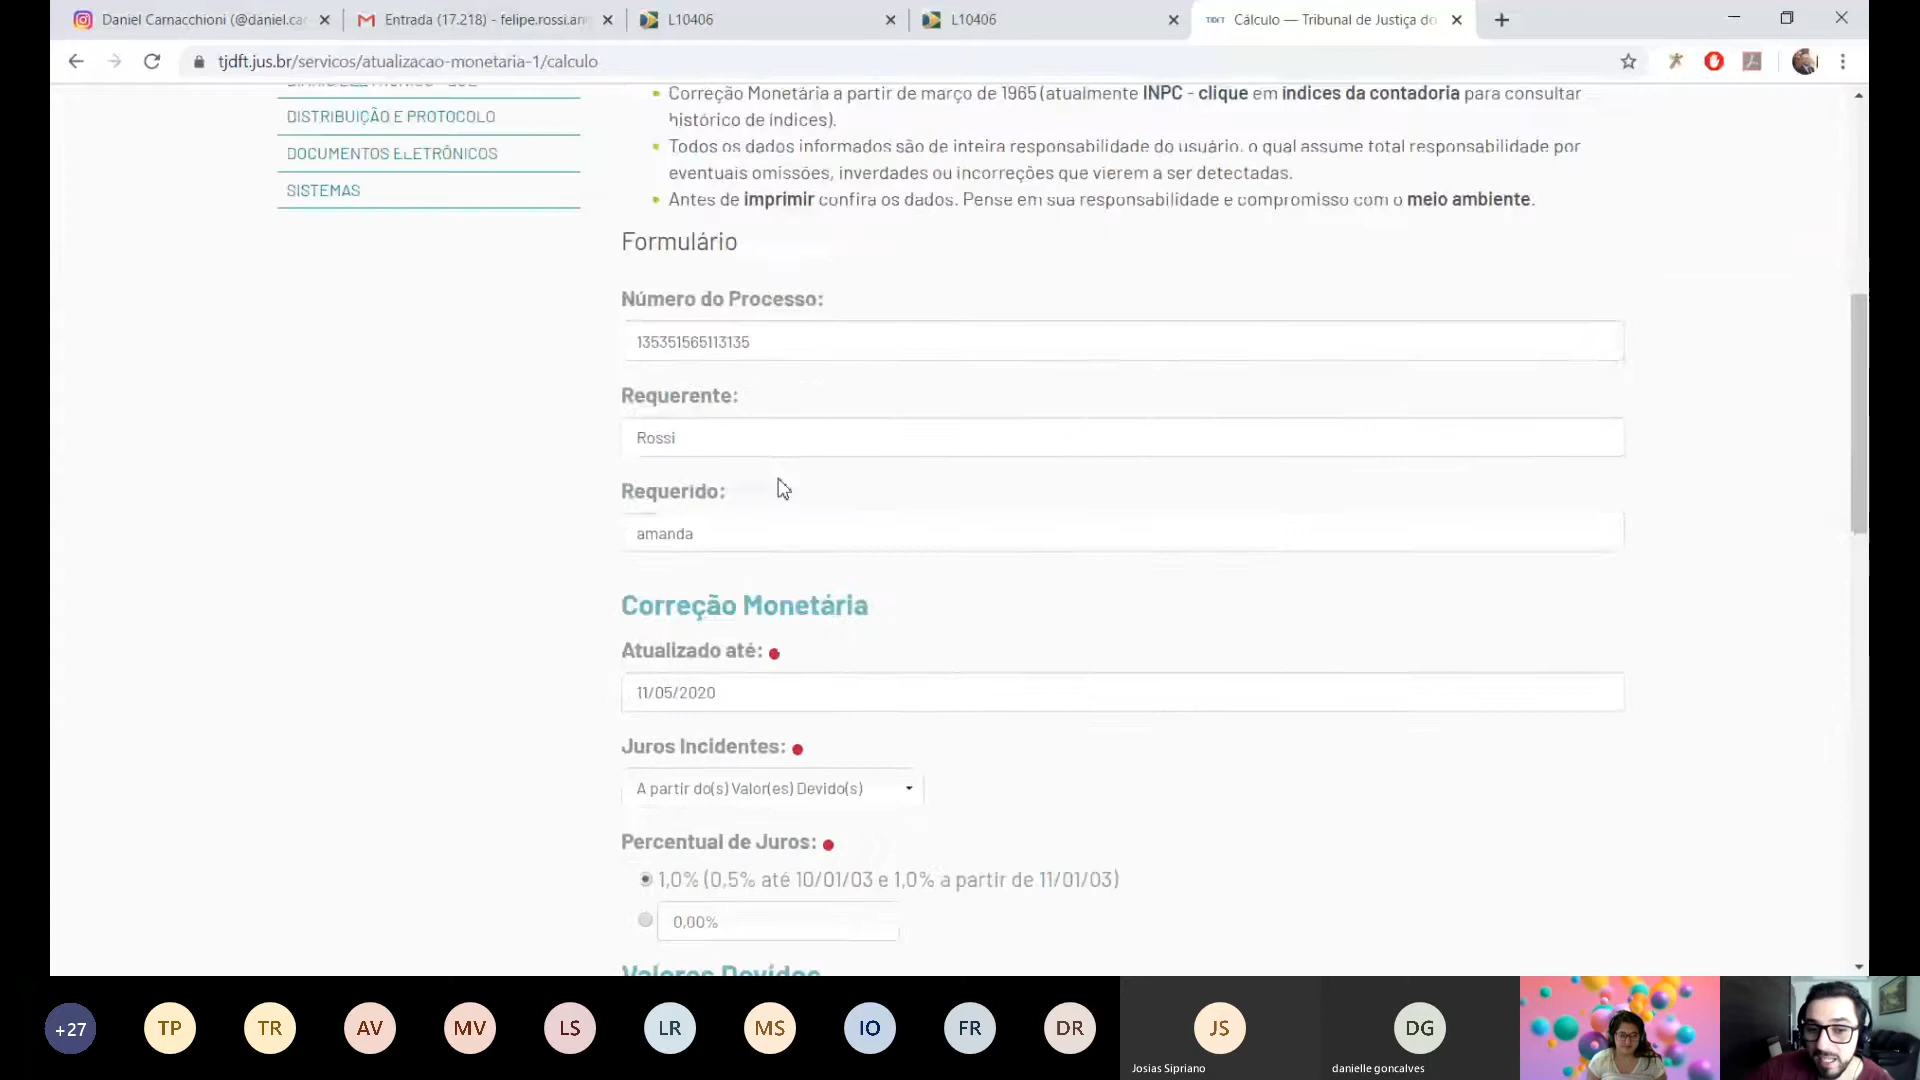 Daniel Carnacchioni (@daniel.ca
Entrada (17.218) - felipe.rossi.an
L10406
L10406
TJDFT Cálculo — Tribunal de Justiça do
tjdft.jus.br/servicos/atualizacao-monetaria-1/calculo
DISTRIBUIÇÃO E PROTOCOLO
DOCUMENTOS ELETRÔNICOS
SISTEMAS
Correção Monetária a partir de março de 1965 (atualmente INPC - clique em índices da contadoria para consultar
histórico de índices).
Todos os dados informados são de inteira responsabilidade do usuário, o qual assume total responsabilidade por
eventuais omissões, inverdades ou incorreções que vierem a ser detectadas.
Antes de imprimir confira os dados. Pense em sua responsabilidade e compromisso com o meio ambiente.
Formulário
Número do Processo:
135351565113135
Requerente:
Rossi
Requerido:
amanda
Correção Monetária
Atualizado até:
11/05/2020
Juros Incidentes:
A partir do(s) Valor(es) Devido(s)
Percentual de Juros:
1,0% (0,5% até 10/01/03 e 1,0% a partir de 11/01/03)
0,00%
Valores Devidos
+27
TP
TR
AV
MV
LS
LR
MS
IO
FR
DR
JS
DG
Josias Sipriano
danielle goncalves